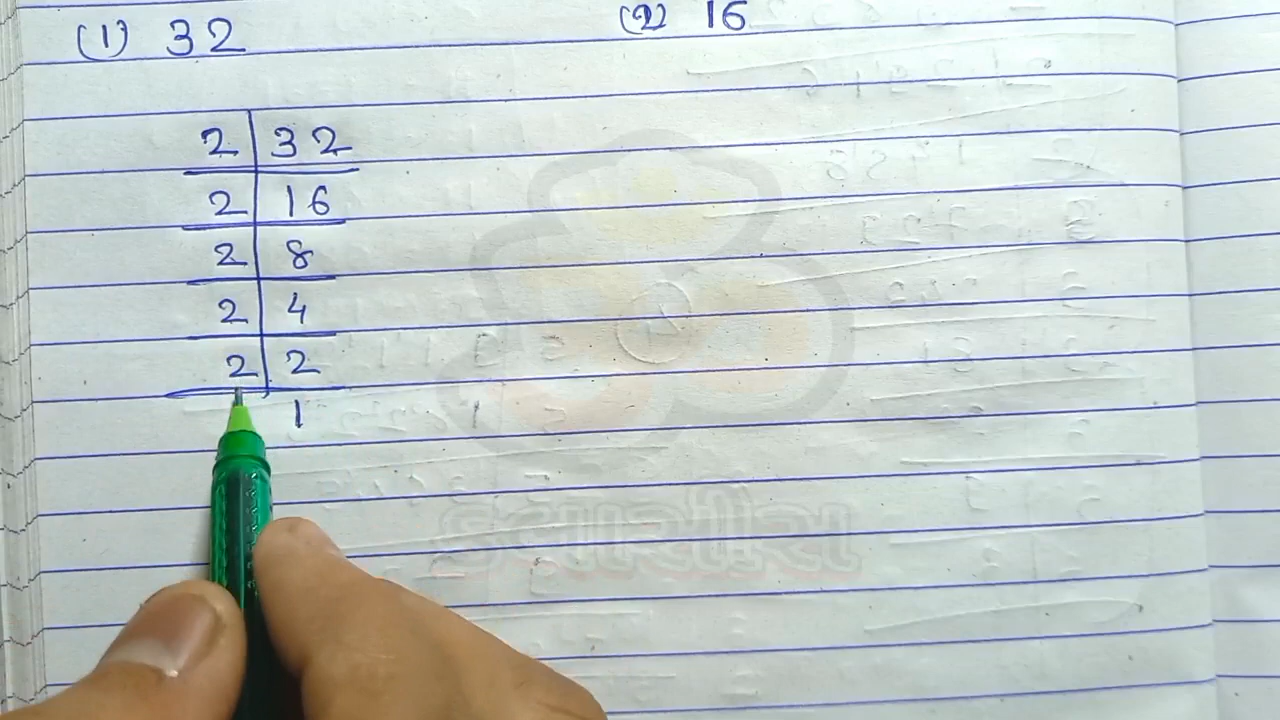 (1) 32 (2) 16
2 | 32
2 | 16
2 | 8
2 | 4
2 | 2
1